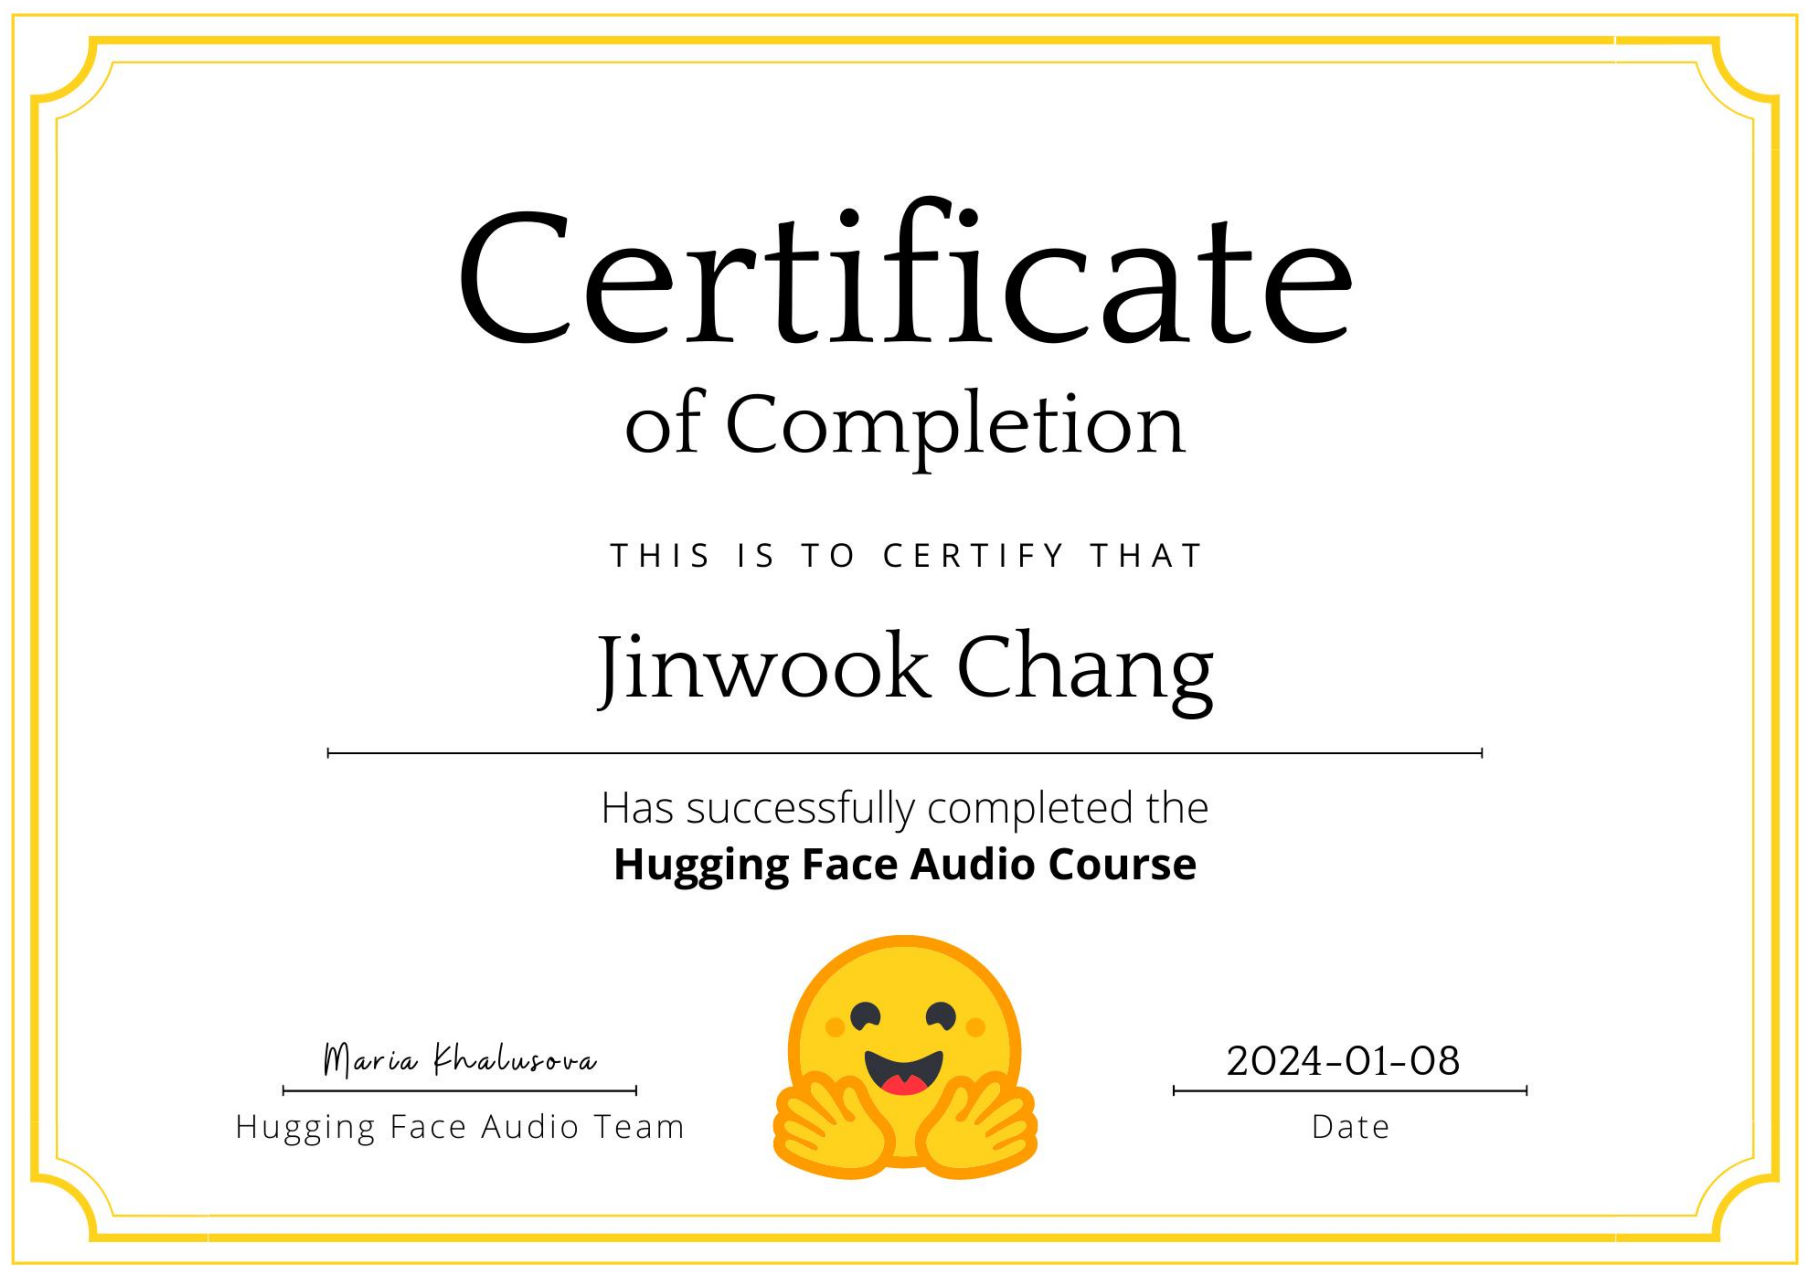 Certificate
of Completion
THIS IS TO CERTIFY THAT
Jinwook Chang
Has successfully completed the
Hugging Face Audio Course
Maria Khalusova
Hugging Face Audio Team
2024-01-08
Date